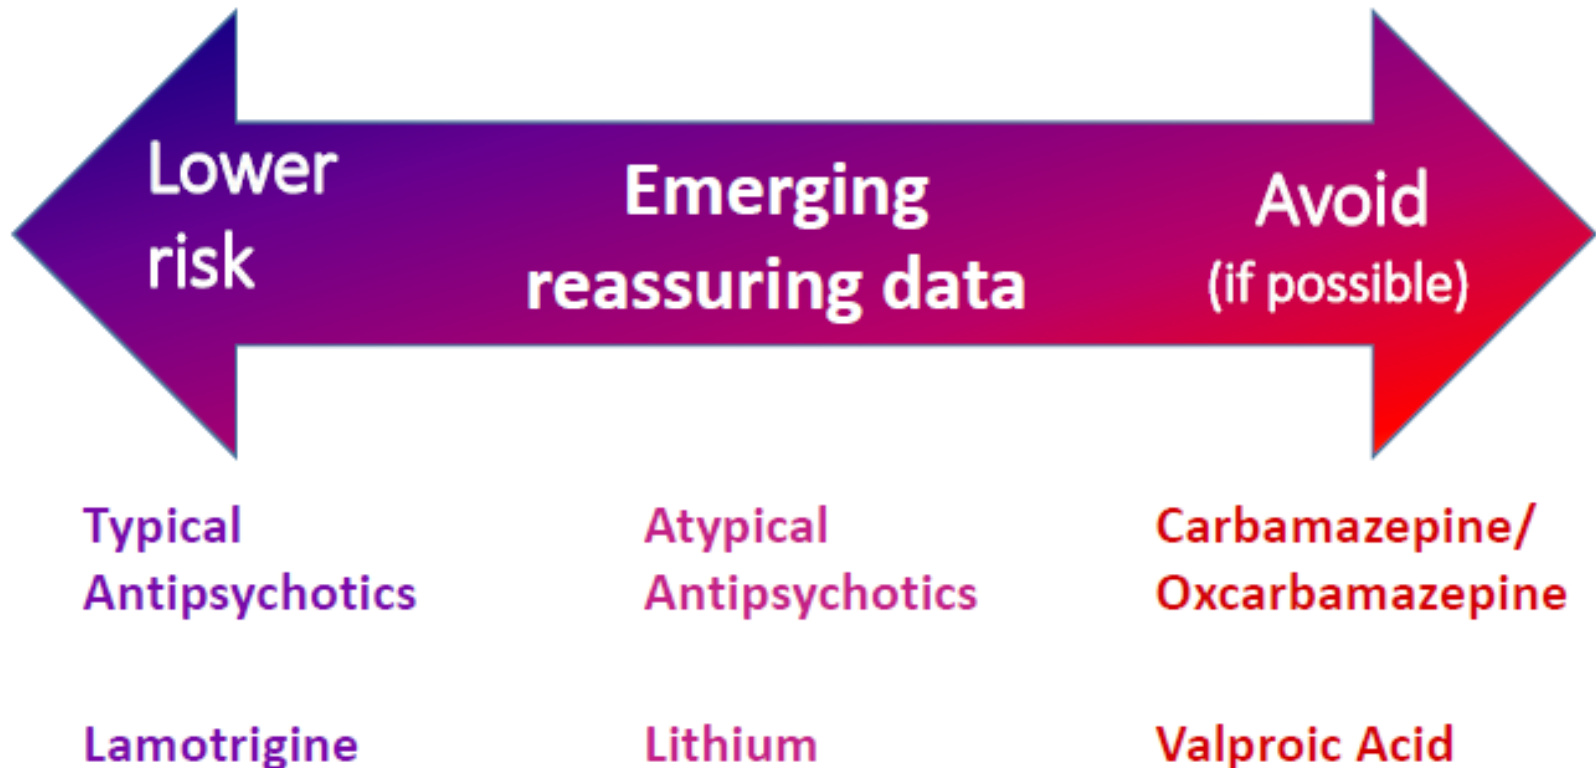 Lower
risk
Emerging
reassuring data
Avoid
(if possible)
Typical
Antipsychotics
Atypical
Antipsychotics
Carbamazepine/
Oxcarbamazepine
Lamotrigine
Lithium
Valproic Acid